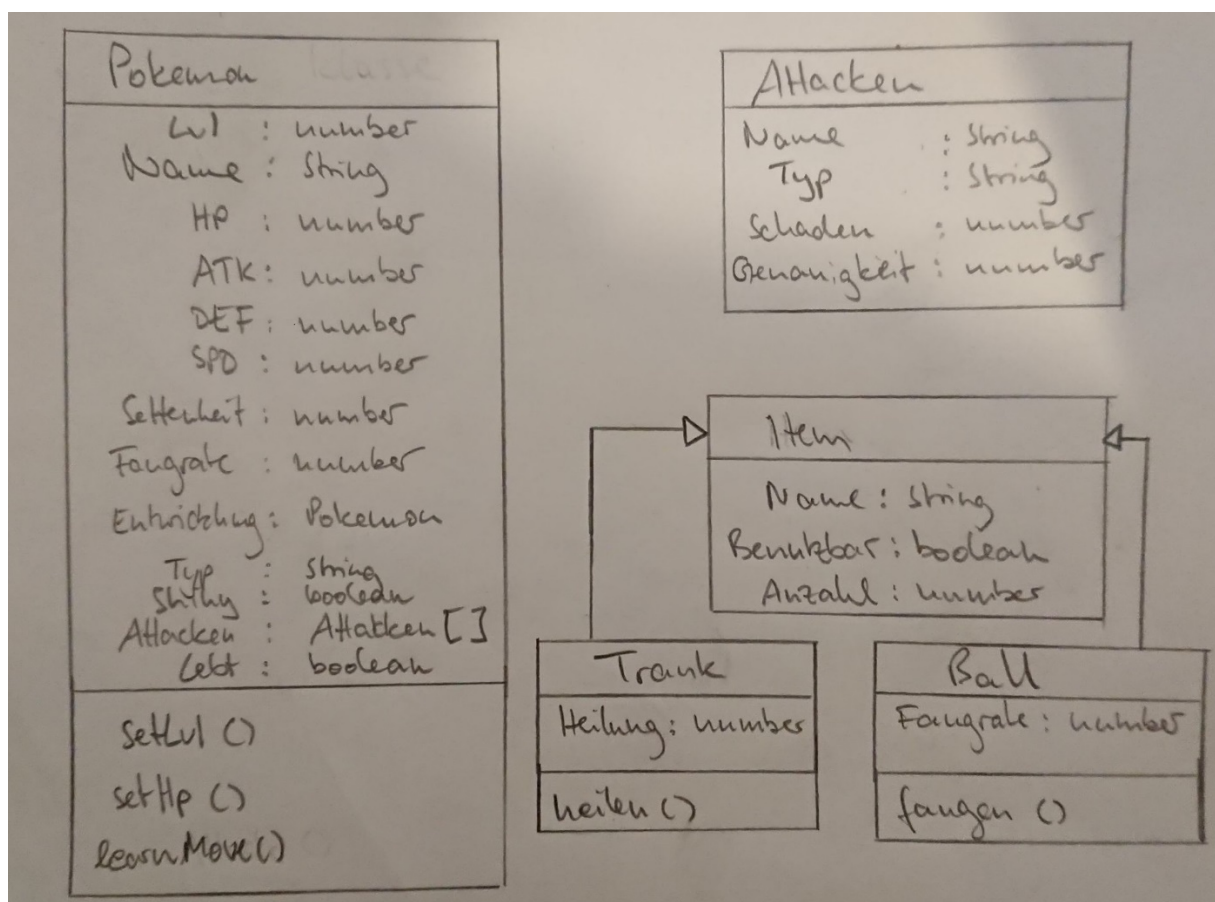 Pokemon Klasse
Lvl : number
Name : String
HP : number
ATK : number
DEF : number
SPD : number
Seltenheit : number
Fangrate : number
Entwicklung : Pokemon
Typ : String
Shiny : boolean
Attacken : Attacken []
Lebt : boolean
setLvl ()
setHp ()
learnMove ()
Attacken
Name : String
Typ : String
Schaden : number
Genauigkeit : number
Item
Name : String
Benutzbar : boolean
Anzahl : number
Trank
Heilung : number
heilen ()
Ball
Fangrate : number
fangen ()